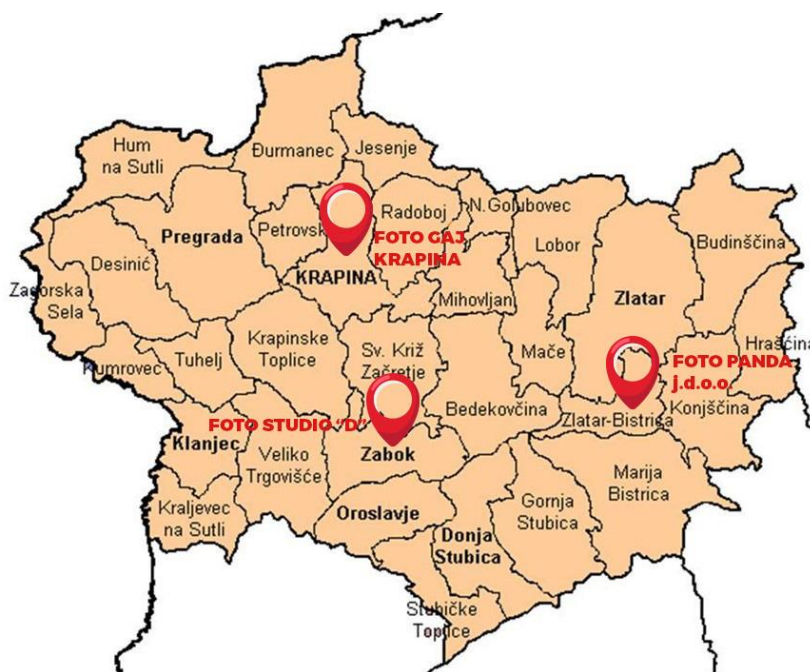 Hum
na Sutli
Đurmanec
Jesenje
Pregrada
Petrovsk
Radoboj
N.Golubovec
Lobor
Budinščina
FOTO GAJ
KRAPINA
Desinić
Zagorska
Sela
KRAPINA
Mihovljan
Zlatar
Kumrovec
Tuhelj
Krapinske
Toplice
Sv. Križ
Začretje
Mače
Hrašćina
FOTO PANDA
j.d.o.o.
FOTO STUDIO "D"
Bedekovčina
Zlatar-Bistrica
Konjščina
Klanjec
Veliko
Trgovišće
Zabok
Kraljevec
na Sutli
Oroslavje
Donja
Stubica
Gornja
Stubica
Marija
Bistrica
Stubičke
Toplice